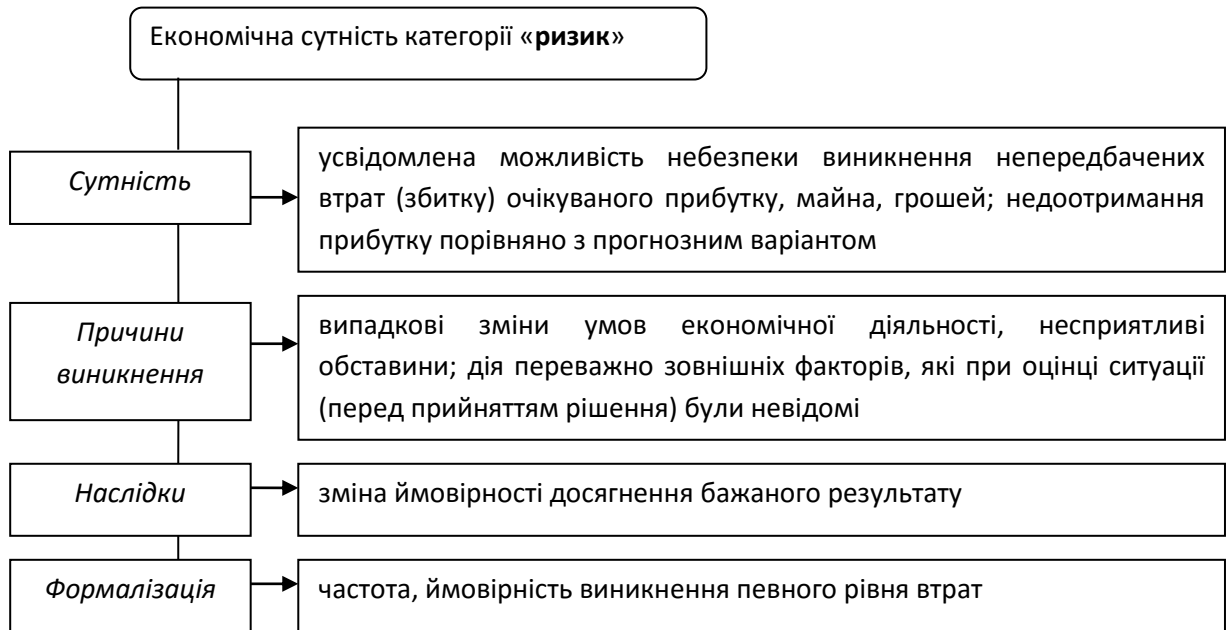 Економічна сутність категорії «ризик»
Сутність
усвідомлена можливість небезпеки виникнення непередбачених
втрат (збитку) очікуваного прибутку, майна, грошей; недоотримання
прибутку порівняно з прогнозним варіантом
Причини
виникнення
випадкові зміни умов економічної діяльності, несприятливі
обставини; дія переважно зовнішніх факторів, які при оцінці ситуації
(перед прийняттям рішення) були невідомі
Наслідки
зміна ймовірності досягнення бажаного результату
Формалізація
частота, ймовірність виникнення певного рівня втрат